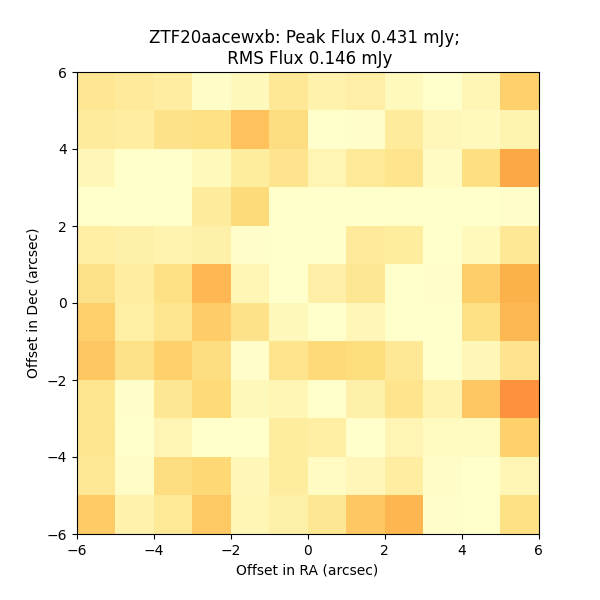 ZTF20aacewxb: Peak Flux 0.431 mJy;
RMS Flux 0.146 mJy
6
4
2
0
−2
−4
−6
Offset in Dec (arcsec)
−6 −4 −2 0 2 4 6
Offset in RA (arcsec)